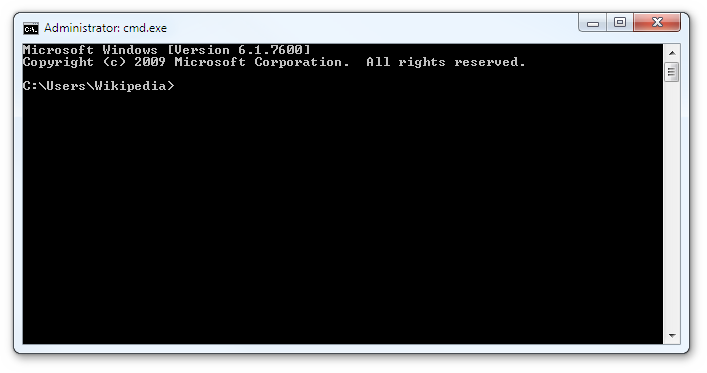 Administrator: cmd.exe
Microsoft Windows [Version 6.1.7600]
Copyright (c) 2009 Microsoft Corporation.  All rights reserved.
C:\Users\Wikipedia>